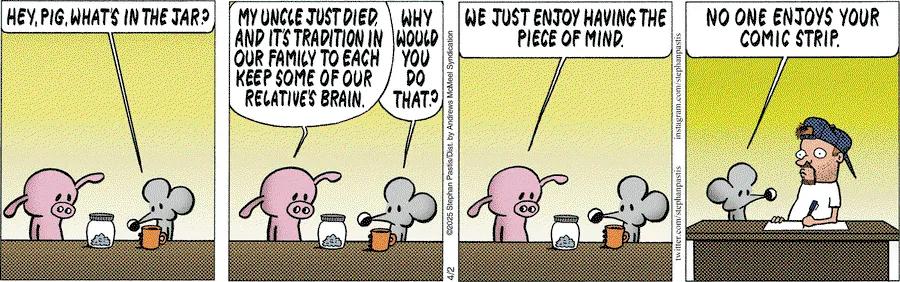 HEY, PIG, WHAT'S IN THE JAR?
MY UNCLE JUST DIED.
AND IT'S TRADITION IN
OUR FAMILY TO EACH
KEEP SOME OF OUR
RELATIVE'S BRAIN.
WHY
WOULD
YOU
DO
THAT?
©2025 Stephan Pastis/Dist. by Andrews McMeel Syndication
4/2
WE JUST ENJOY HAVING THE
PIECE OF MIND.
twitter.com/stephanpastis
instagram.com/stephanpastis
NO ONE ENJOYS YOUR
COMIC STRIP.